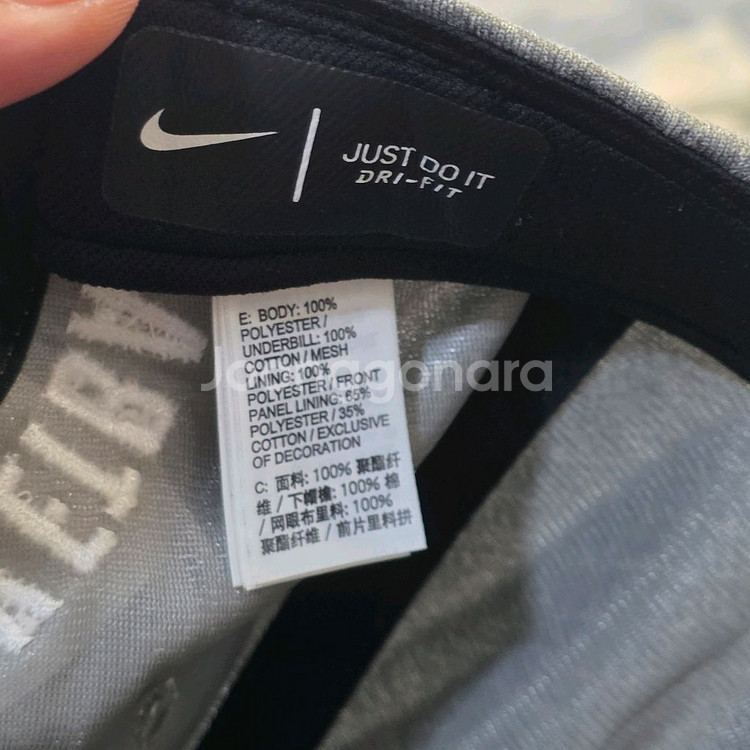 JUST DO IT
DRI-FIT
E: BODY: 100%
POLYESTER /
UNDERBILL: 100%
COTTON / MESH
LINING: 100%
POLYESTER / FRONT
PANEL LINING: 65%
POLYESTER / 35%
COTTON / EXCLUSIVE
OF DECORATION
C: 面料: 100% 聚酯纤
维 / 下帽檐: 100% 棉
/ 网眼布里料: 100%
聚酯纤维 / 前片里料拼
Joongonara